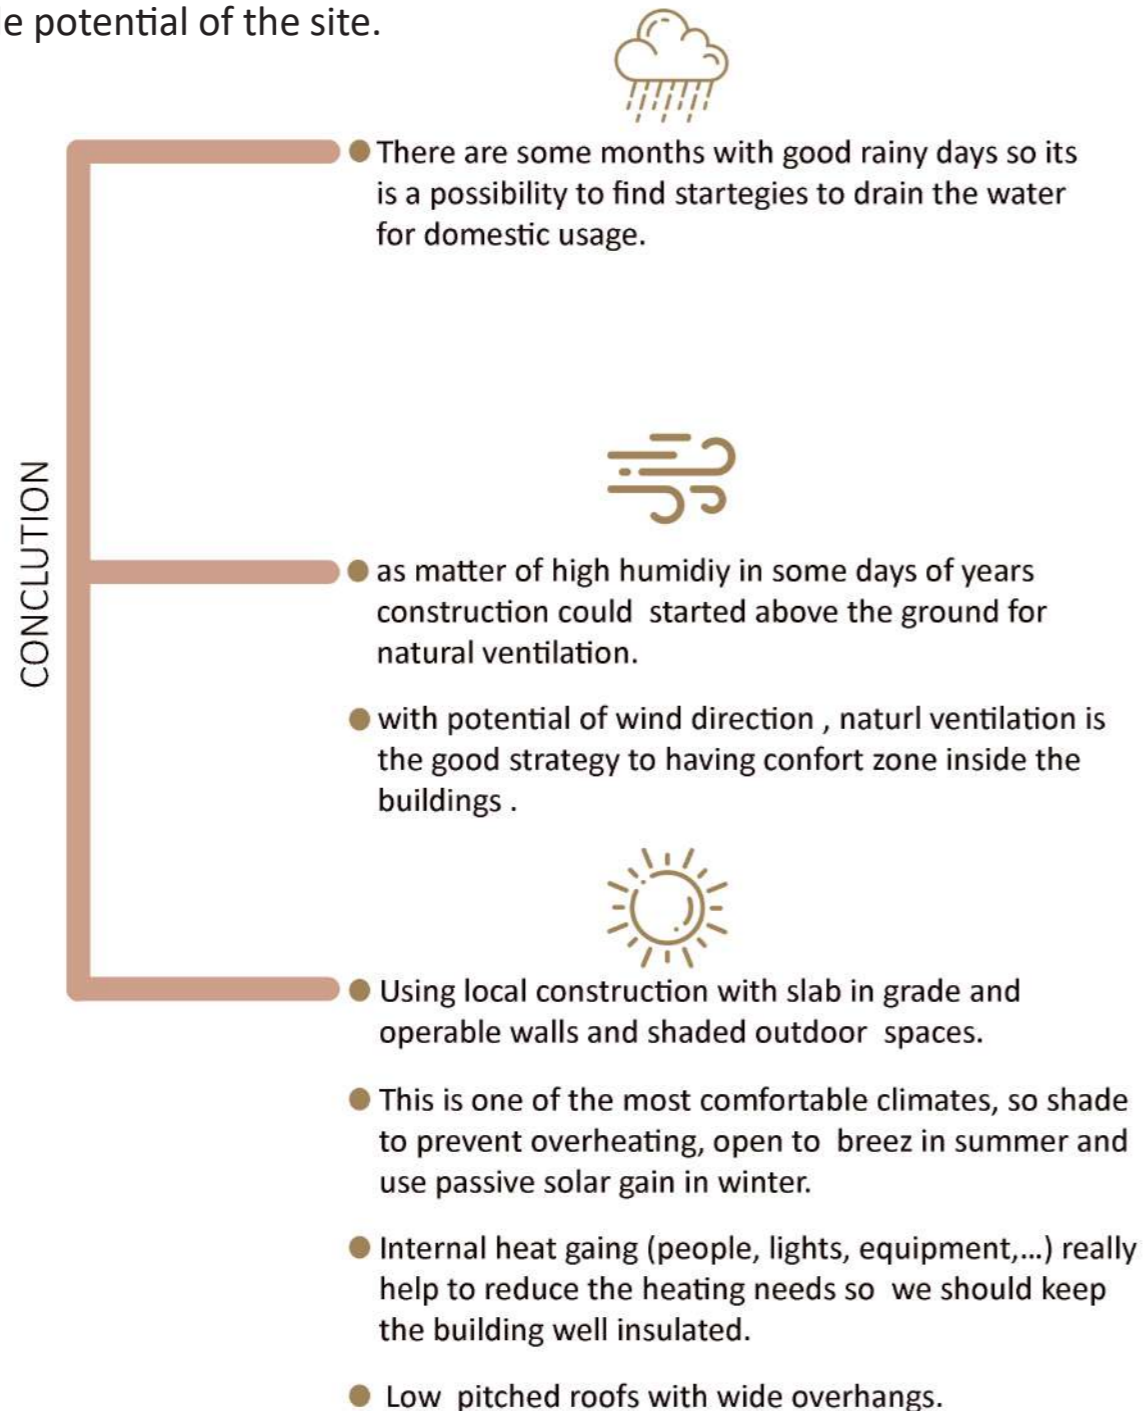 le potential of the site.
There are some months with good rainy days so its
is a possibility to find startegies to drain the water
for domestic usage.
CONCLUTION
as matter of high humidiy in some days of years
construction could  started above the ground for
natural ventilation.
with potential of wind direction , naturl ventilation is
the good strategy to having confort zone inside the
buildings .
Using local construction with slab in grade and
operable walls and shaded outdoor  spaces.
This is one of the most comfortable climates, so shade
to prevent overheating, open to  breez in summer and
use passive solar gain in winter.
Internal heat gaing (people, lights, equipment,...) really
help to reduce the heating needs so  we should keep
the building well insulated.
Low  pitched roofs with wide overhangs.